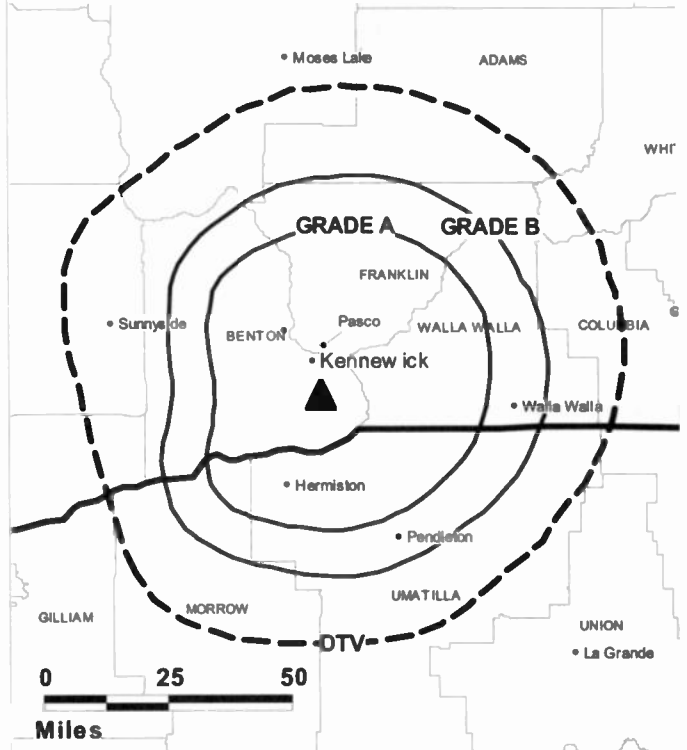 Moses Lake
ADAMS
WHI
GRADE A
GRADE B
FRANKLIN
Sunnyside
BENTON
Pasco
WALLA WALLA
COLUMBIA
Kennewick
Walla Walla
Hermiston
Pendleton
UMATILLA
MORROW
GILLIAM
UNION
DTV
La Grande
0 25 50
Miles